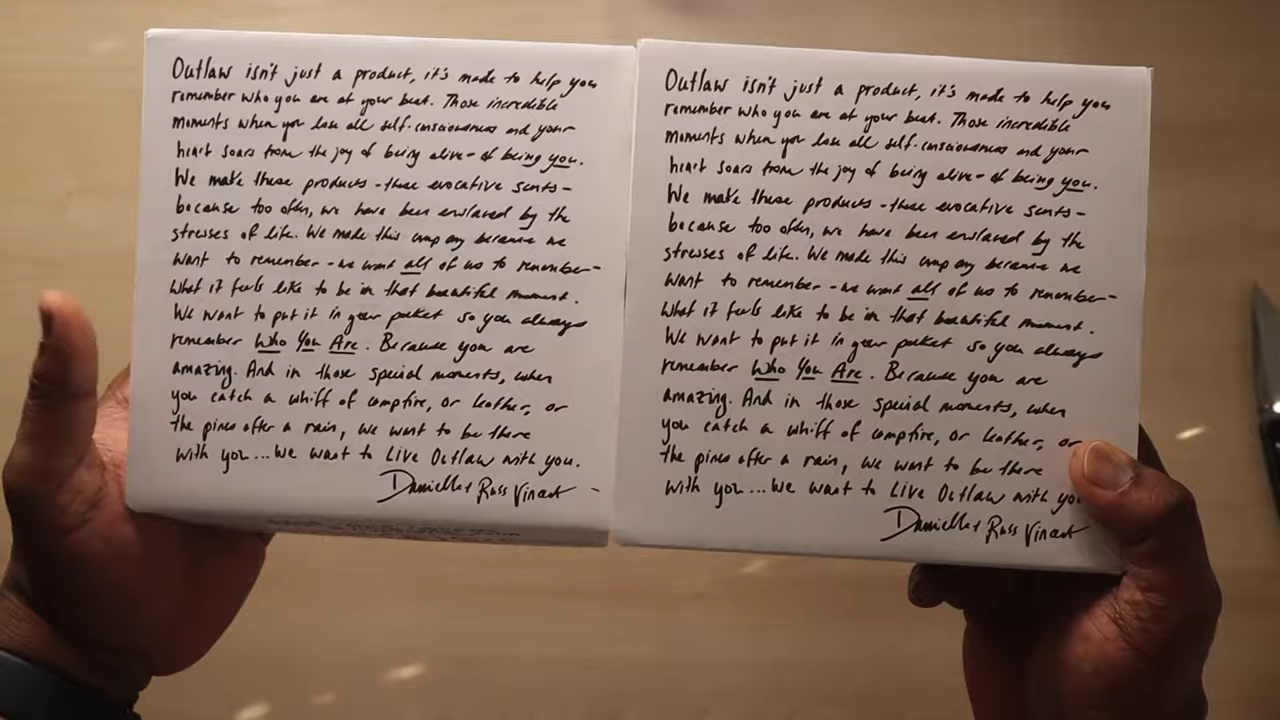 Outlaw isn't just a product, it's made to help you
remember who you are at your best. Those incredible
moments when you lose all self-consciousness and your
heart soars from the joy of being alive - of being you.
We make these products - these evocative scents -
because too often, we have been enslaved by the
stresses of life. We made this company because we
want to remember - we want all of us to remember -
what it feels like to be in that beautiful moment.
We want to put it in your pocket so you always
remember Who You Are. Because you are
amazing. And in those special moments, when
you catch a whiff of campfire, or leather, or
the pines after a rain, we want to be there
with you... We want to Live Outlaw with you.
Danielle + Russ Vincent
Outlaw isn't just a product, it's made to help you
remember who you are at your best. Those incredible
moments when you lose all self-consciousness and your
heart soars from the joy of being alive - of being you.
We make these products - these evocative scents -
because too often, we have been enslaved by the
stresses of life. We made this company because we
want to remember - we want all of us to remember -
what it feels like to be in that beautiful moment.
We want to put it in your pocket so you always
remember Who You Are. Because you are
amazing. And in those special moments, when
you catch a whiff of campfire, or leather, or
the pines after a rain, we want to be there
with you... We want to Live Outlaw with you
Danielle + Russ Vincent